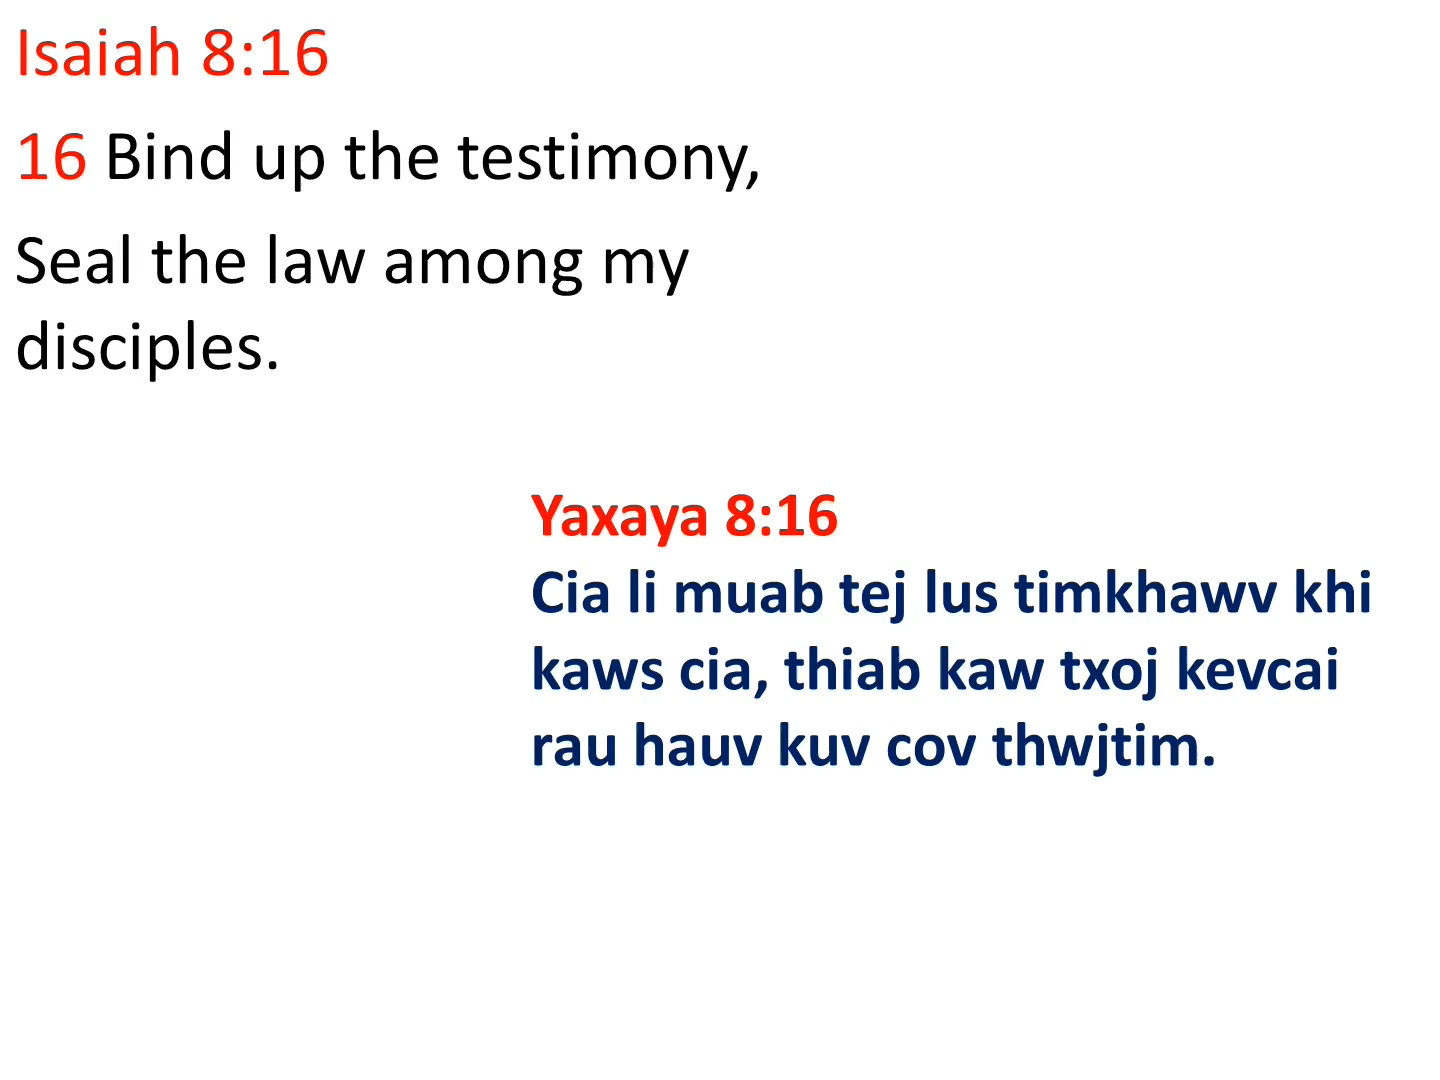 Isaiah 8:16
16 Bind up the testimony,
Seal the law among my
disciples.
Yaxaya 8:16
Cia li muab tej lus timkhawv khi
kaws cia, thiab kaw txoj kevcai
rau hauv kuv cov thwjtim.